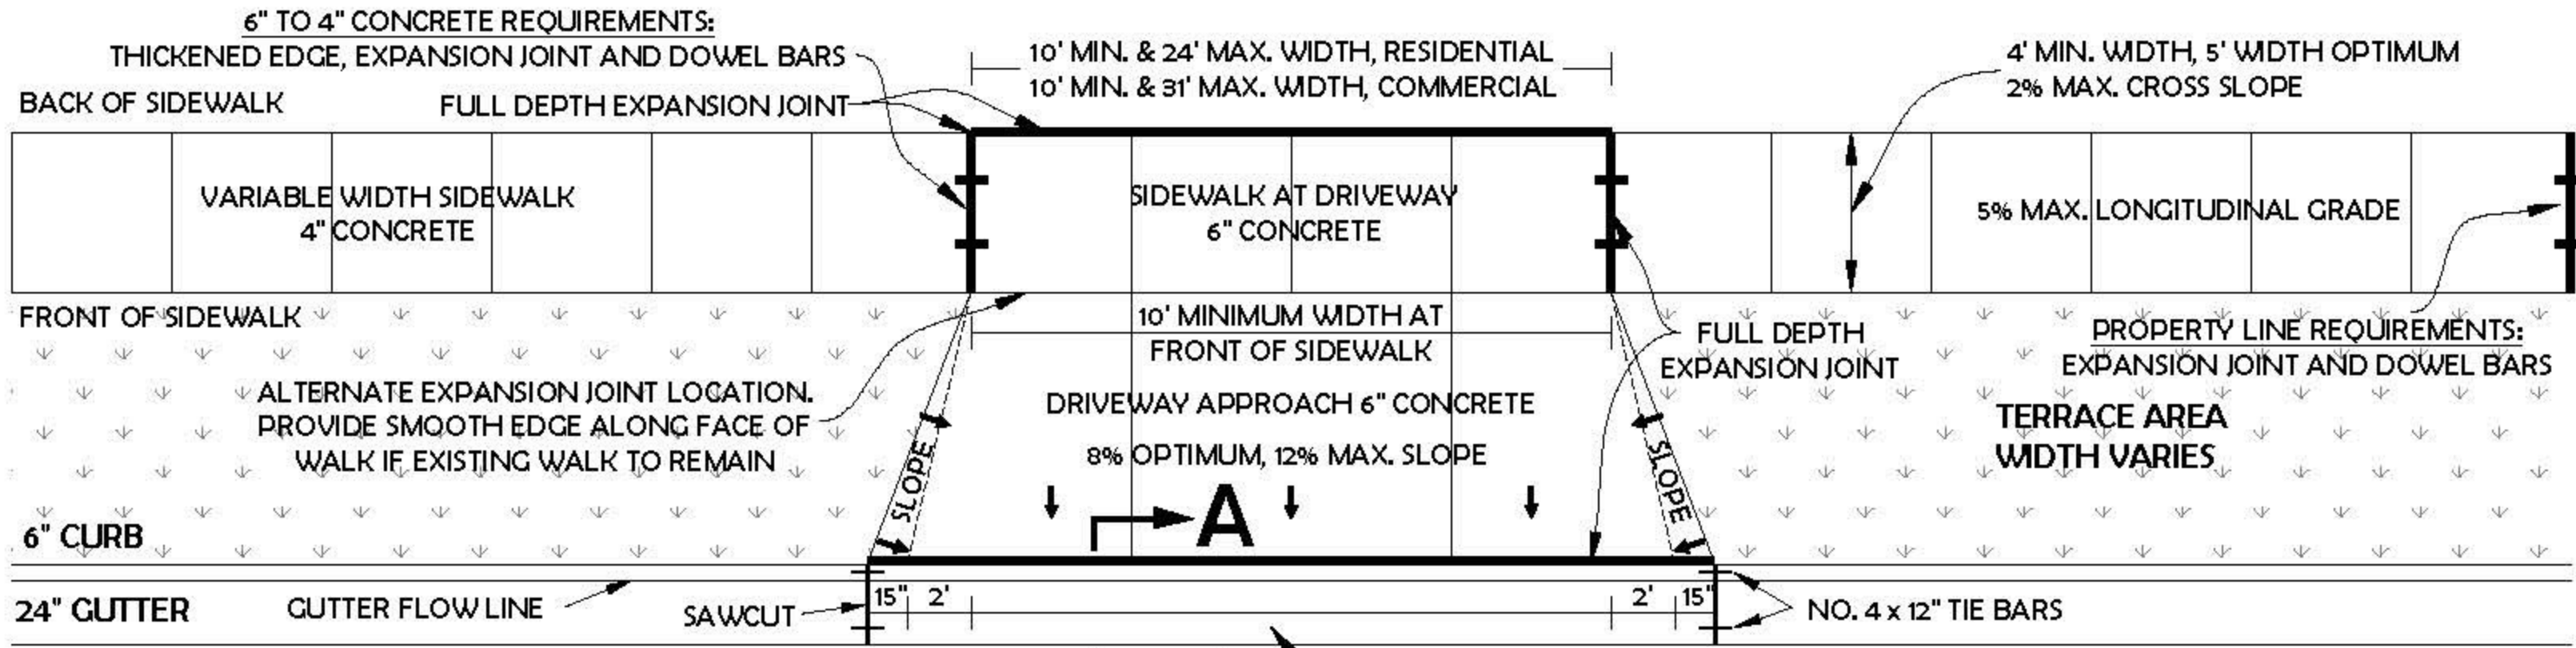 6" TO 4" CONCRETE REQUIREMENTS:
THICKENED EDGE, EXPANSION JOINT AND DOWEL BARS
BACK OF SIDEWALK
FULL DEPTH EXPANSION JOINT
10' MIN. & 24' MAX. WIDTH, RESIDENTIAL
10' MIN. & 31' MAX. WIDTH, COMMERCIAL
4' MIN. WIDTH, 5' WIDTH OPTIMUM
2% MAX. CROSS SLOPE
VARIABLE WIDTH SIDEWALK
4" CONCRETE
SIDEWALK AT DRIVEWAY
6" CONCRETE
5% MAX. LONGITUDINAL GRADE
FRONT OF SIDEWALK
10' MINIMUM WIDTH AT
FRONT OF SIDEWALK
FULL DEPTH
EXPANSION JOINT
PROPERTY LINE REQUIREMENTS:
EXPANSION JOINT AND DOWEL BARS
ALTERNATE EXPANSION JOINT LOCATION.
PROVIDE SMOOTH EDGE ALONG FACE OF
WALK IF EXISTING WALK TO REMAIN
DRIVEWAY APPROACH 6" CONCRETE
8% OPTIMUM, 12% MAX. SLOPE
TERRACE AREA
WIDTH VARIES
SLOPE
SLOPE
A
6" CURB
24" GUTTER
GUTTER FLOW LINE
SAWCUT
15"
2'
2'
15"
NO. 4 x 12" TIE BARS